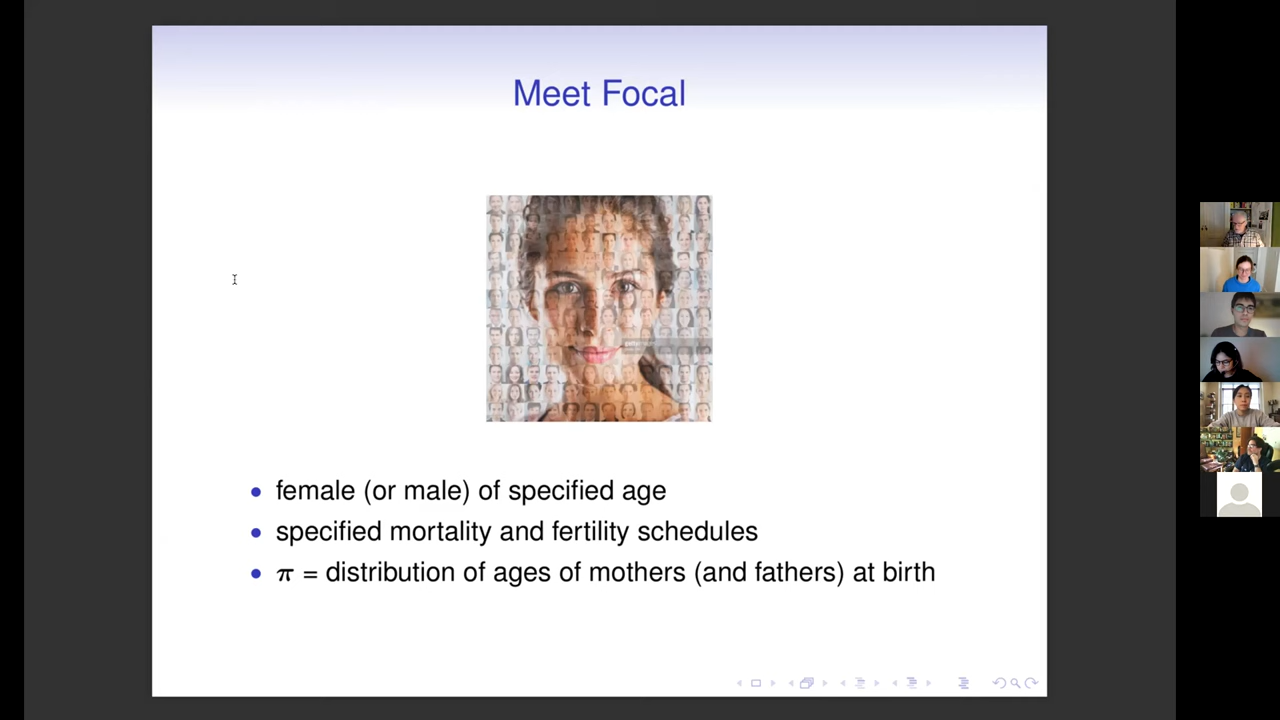 Meet Focal
• female (or male) of specified age
• specified mortality and fertility schedules
• π = distribution of ages of mothers (and fathers) at birth